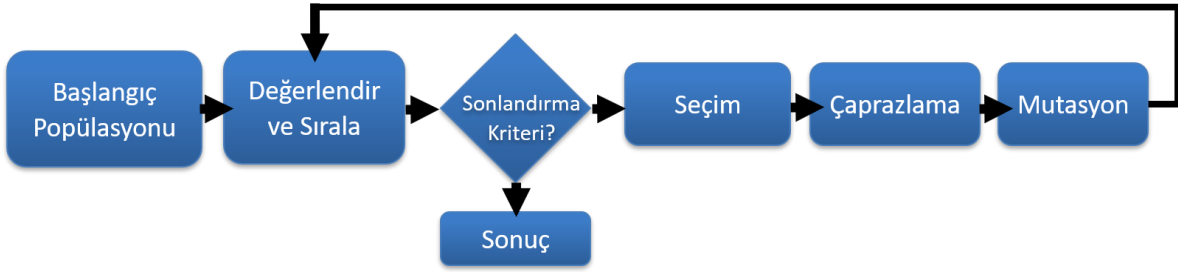 Başlangıç
Popülasyonu
Değerlendir
ve Sırala
Sonlandırma
Kriteri?
Seçim
Çaprazlama
Mutasyon
Sonuç